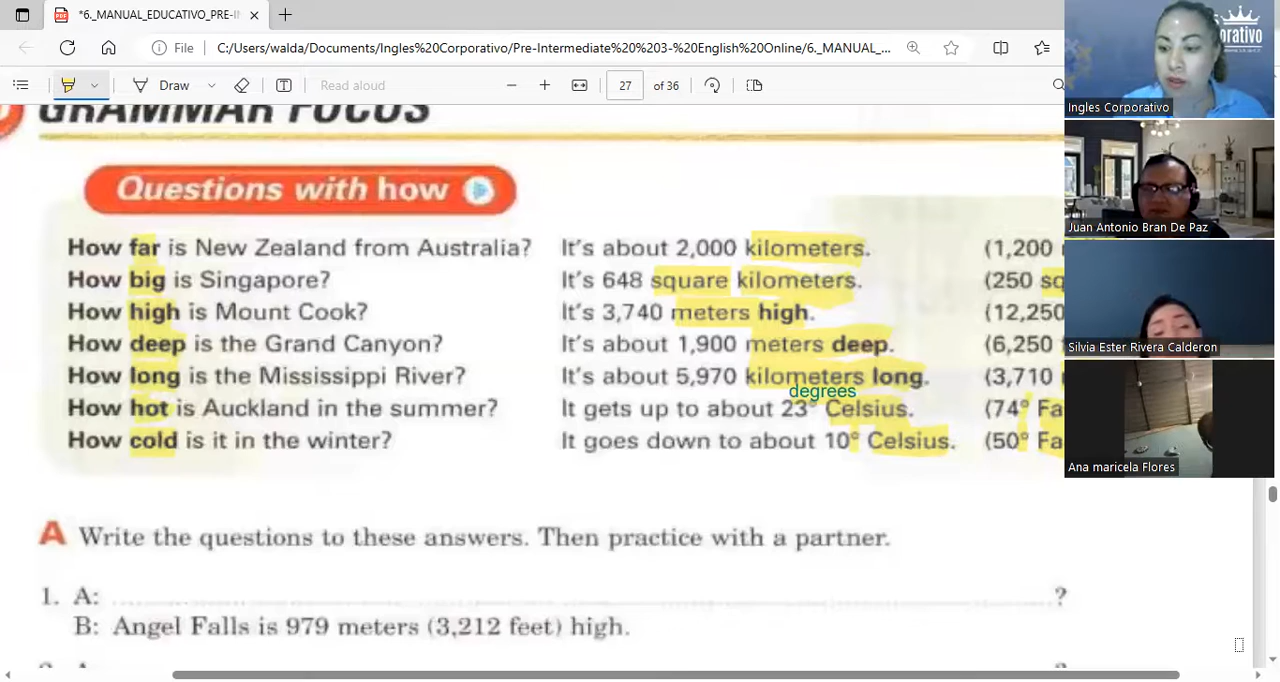 *6._MANUAL_EDUCATIVO_PRE-I
File
C:/Users/walda/Documents/Ingles%20Corporativo/Pre-Intermediate%20%203-%20English%20Online/6._MANUAL_...
Draw
Read aloud
27
of 36
GRAMMAR FOCUS
Questions with how
How far is New Zealand from Australia? It's about 2,000 kilometers. (1,200
How big is Singapore? It's 648 square kilometers. (250 sq
How high is Mount Cook? It's 3,740 meters high. (12,250
How deep is the Grand Canyon? It's about 1,900 meters deep. (6,250
How long is the Mississippi River? It's about 5,970 kilometers long. (3,710
degrees
How hot is Auckland in the summer? It gets up to about 23° Celsius. (74° Fa
How cold is it in the winter? It goes down to about 10° Celsius. (50° Fa
A Write the questions to these answers. Then practice with a partner.
1. A: ?
B: Angel Falls is 979 meters (3,212 feet) high.
?
orativo
Ingles Corporativo
Juan Antonio Bran De Paz
Silvia Ester Rivera Calderon
Ana maricela Flores